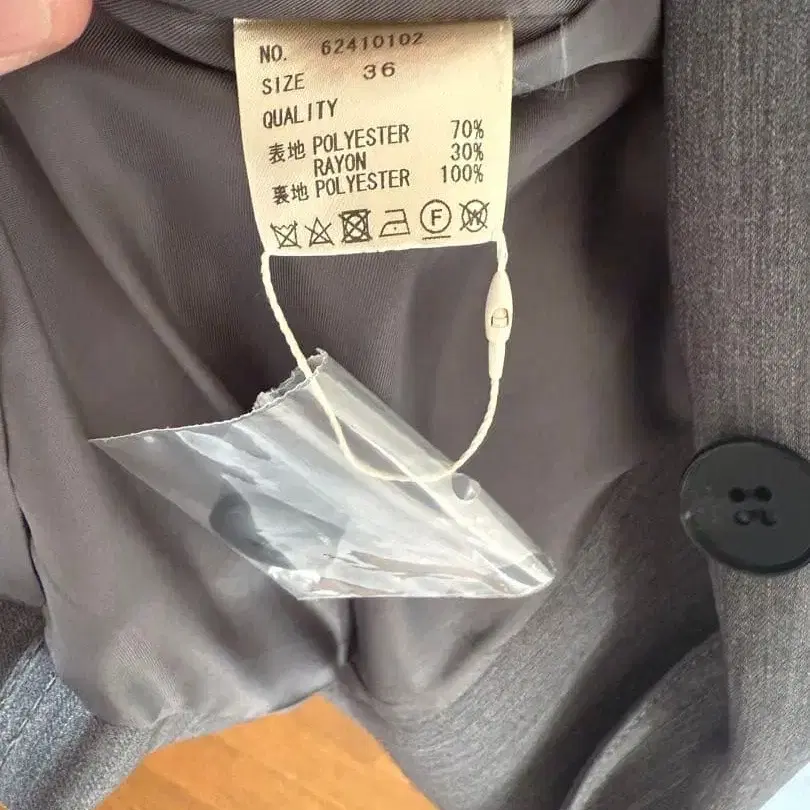 NO. 62410102
SIZE 36
QUALITY
表地 POLYESTER 70%
RAYON 30%
裏地 POLYESTER 100%
F W